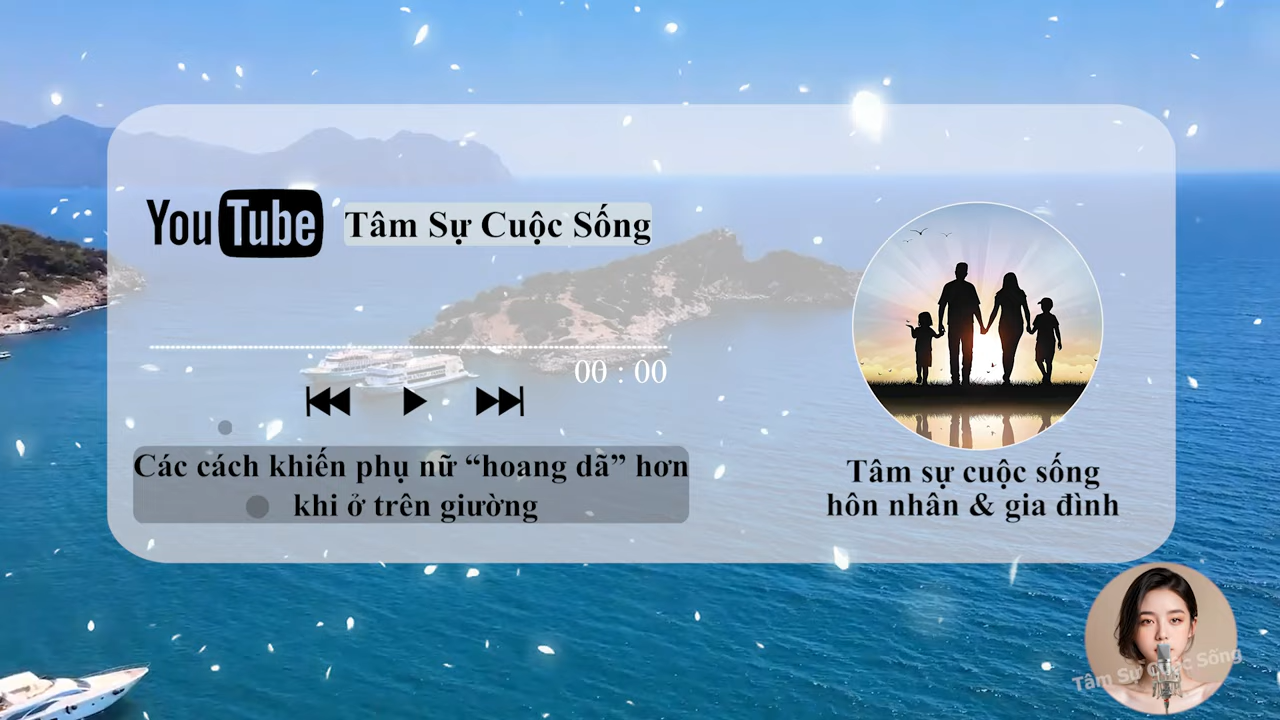 YouTube Tâm Sự Cuộc Sống
00 : 00
Các cách khiến phụ nữ “hoang dã” hơn
khi ở trên giường
Tâm sự cuộc sống
hôn nhân & gia đình
Tâm Sự Cuộc Sống